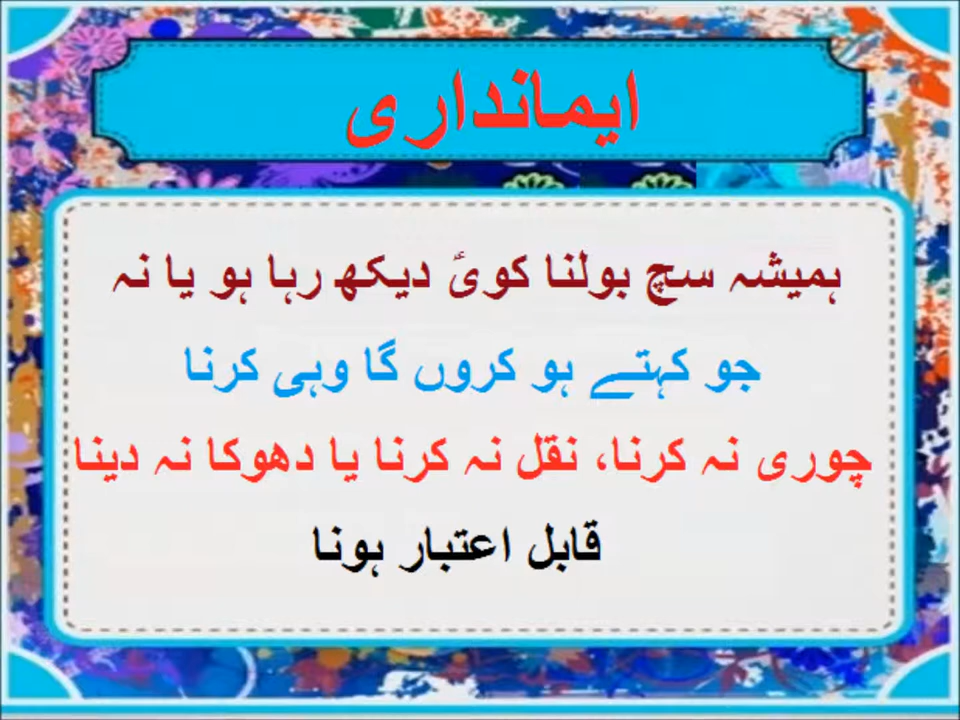 ایمانداری
ہمیشہ سچ بولنا کوئ دیکھ رہا ہو یا نہ
جو کہتے ہو کروں گا وہی کرنا
چوری نہ کرنا، نقل نہ کرنا یا دھوکا نہ دینا
قابل اعتبار ہونا